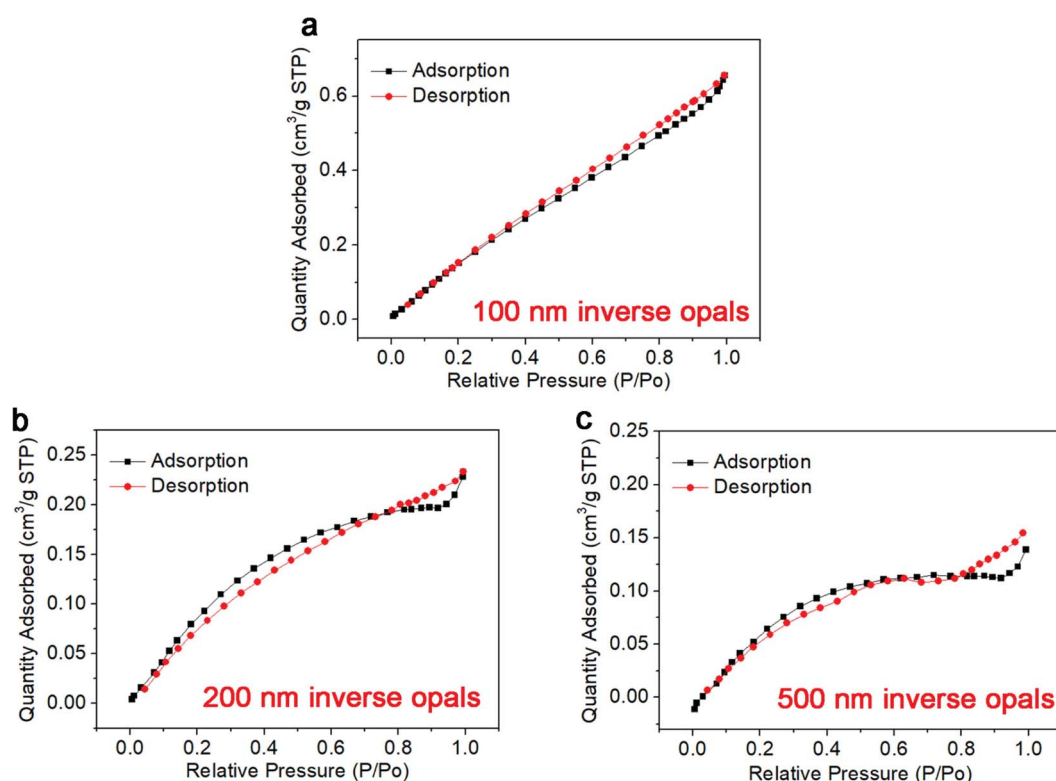 a
Quantity Adsorbed (cm³/g STP)
Adsorption
Desorption
0.6
0.4
0.2
0.0
100 nm inverse opals
0.0 0.2 0.4 0.6 0.8 1.0
Relative Pressure (P/Po)
b
Quantity Adsorbed (cm³/g STP)
0.25
0.20
0.15
0.10
0.05
0.00
Adsorption
Desorption
200 nm inverse opals
0.0 0.2 0.4 0.6 0.8 1.0
Relative Pressure (P/Po)
c
Quantity Adsorbed (cm³/g STP)
0.25
0.20
0.15
0.10
0.05
0.00
Adsorption
Desorption
500 nm inverse opals
0.0 0.2 0.4 0.6 0.8 1.0
Relative Pressure (P/Po)